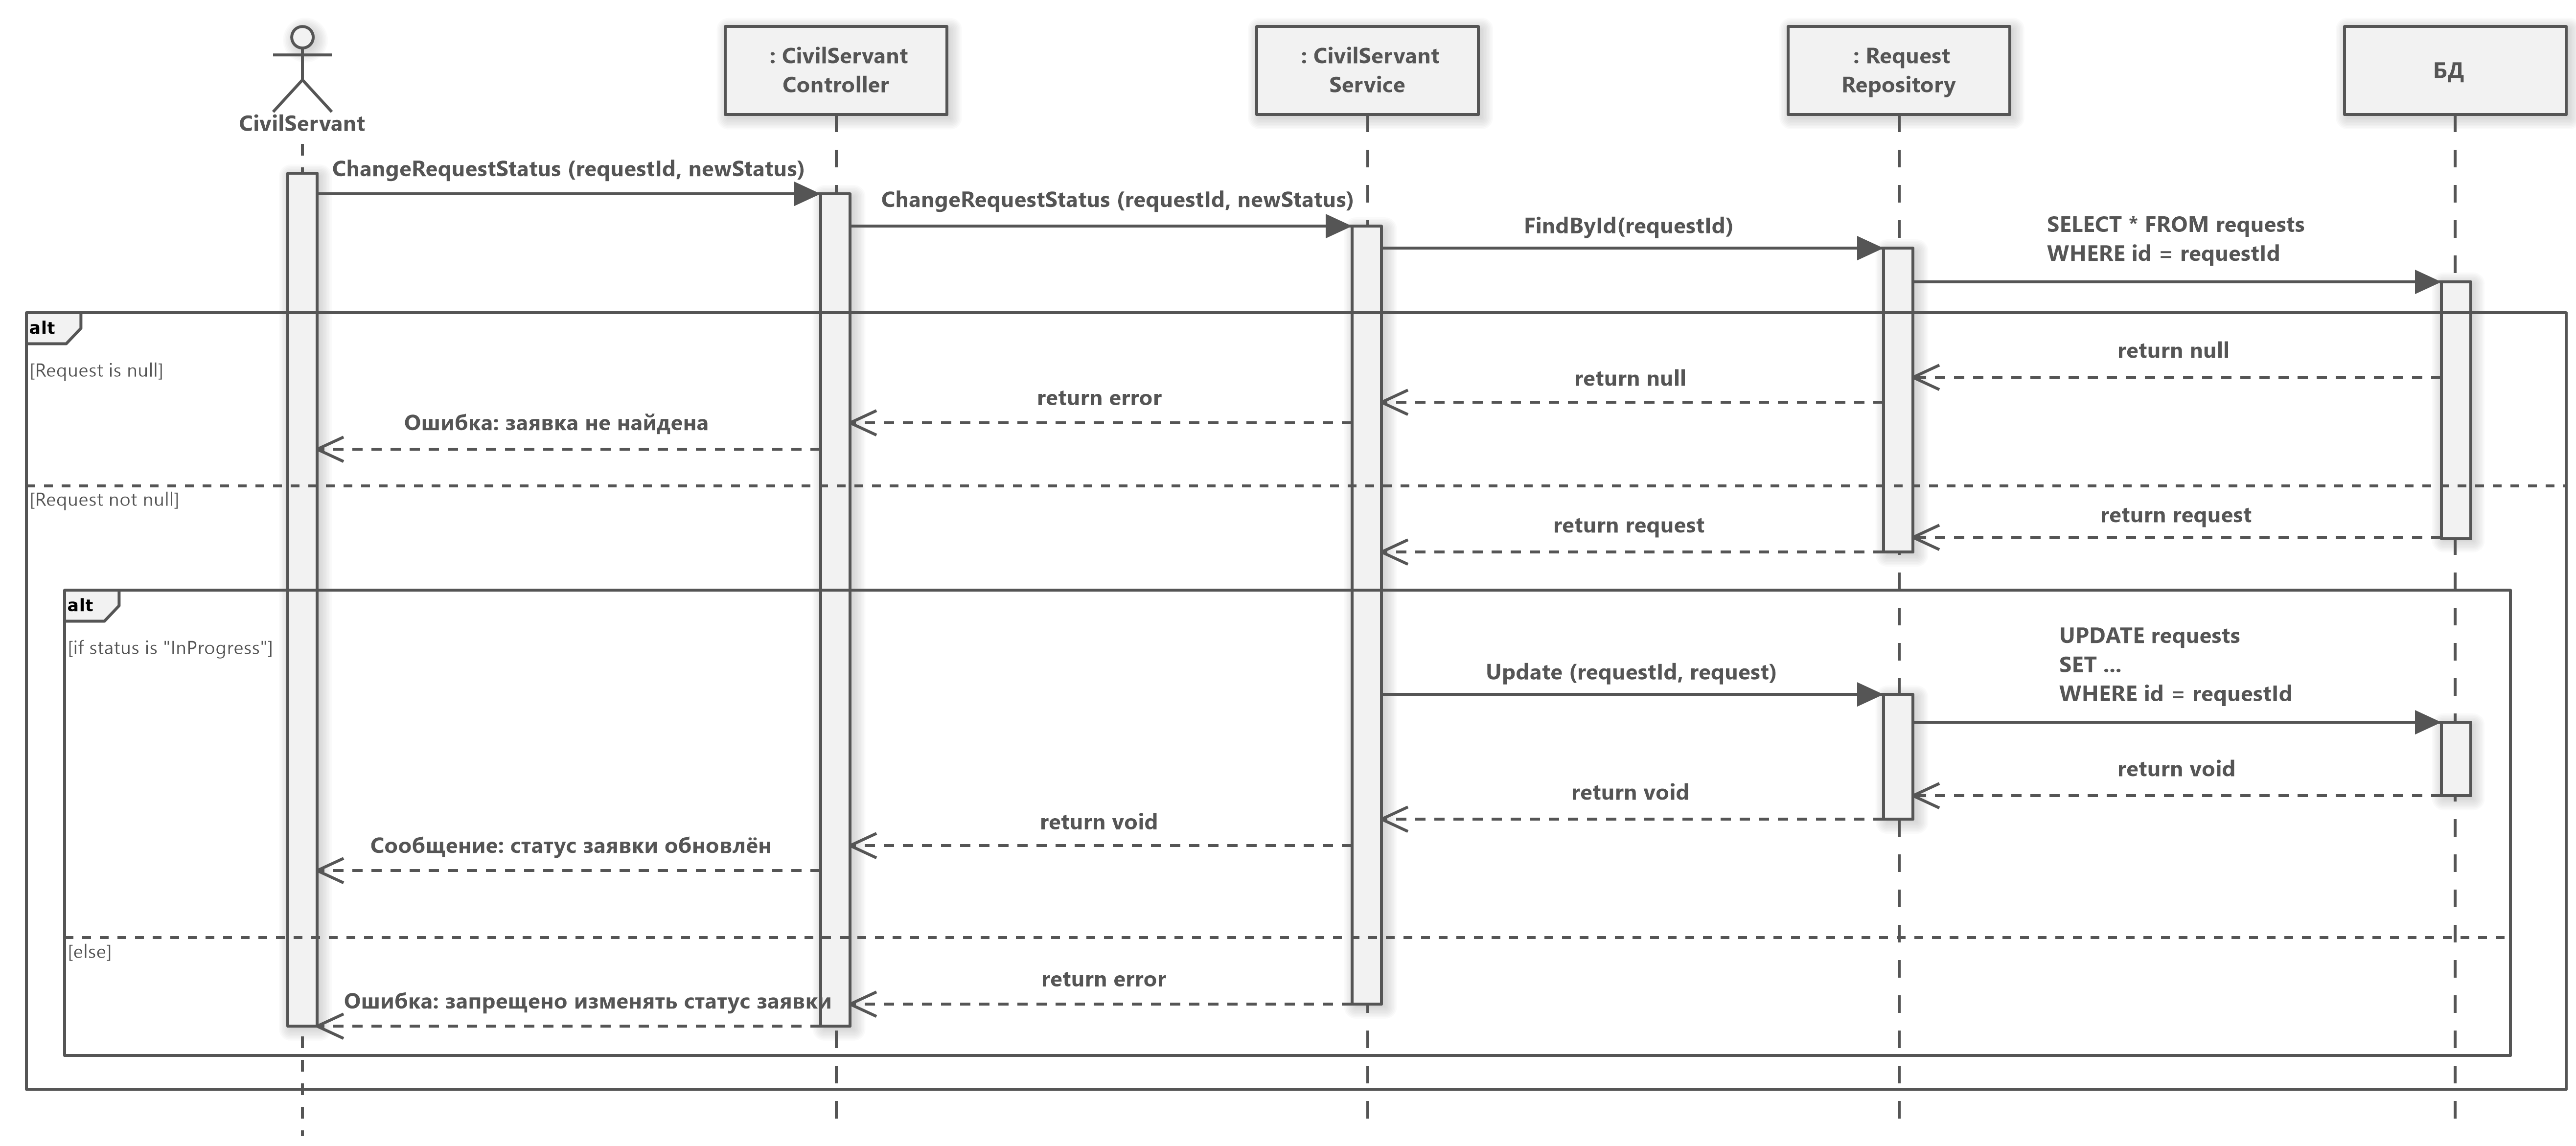 CivilServant
: CivilServant
Controller
: CivilServant
Service
: Request
Repository
БД
ChangeRequestStatus (requestId, newStatus)
ChangeRequestStatus (requestId, newStatus)
FindById(requestId)
SELECT * FROM requests
WHERE id = requestId
alt
[Request is null]
return null
return null
return error
Ошибка: заявка не найдена
[Request not null]
return request
return request
alt
[if status is "InProgress"]
Update (requestId, request)
UPDATE requests
SET ...
WHERE id = requestId
return void
return void
return void
Сообщение: статус заявки обновлён
[else]
return error
Ошибка: запрещено изменять статус заявки